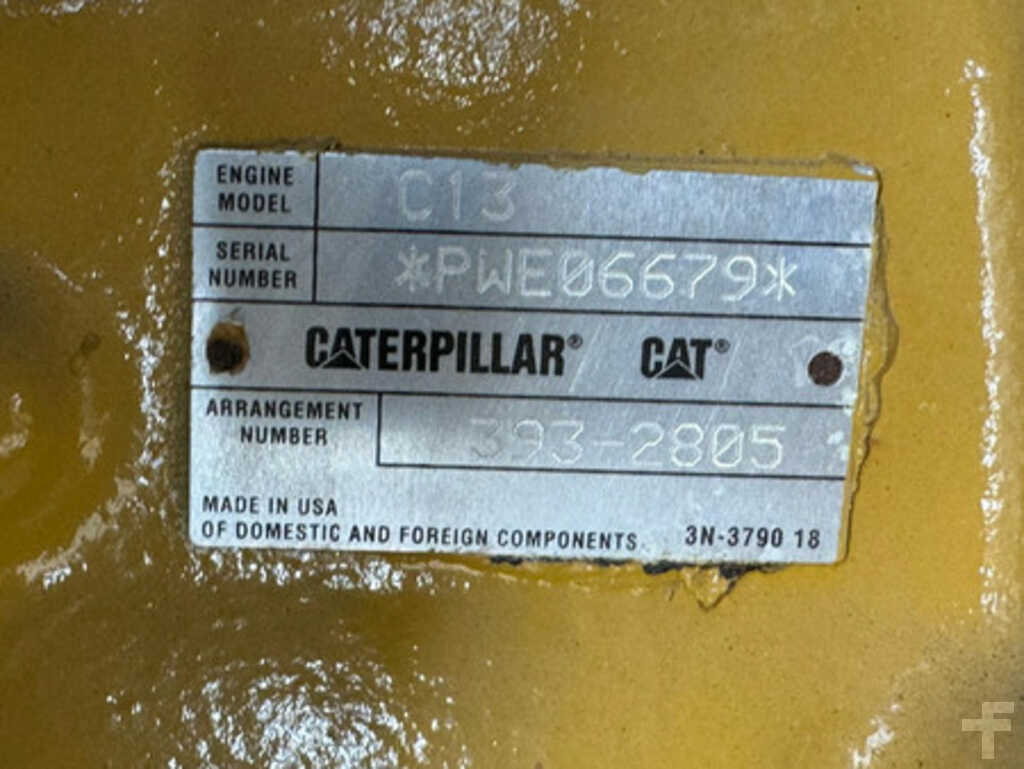 ENGINE MODEL C13
SERIAL NUMBER *PWE06679*
CATERPILLAR® CAT®
ARRANGEMENT NUMBER 393-2805
MADE IN USA
OF DOMESTIC AND FOREIGN COMPONENTS. 3N-3790 18